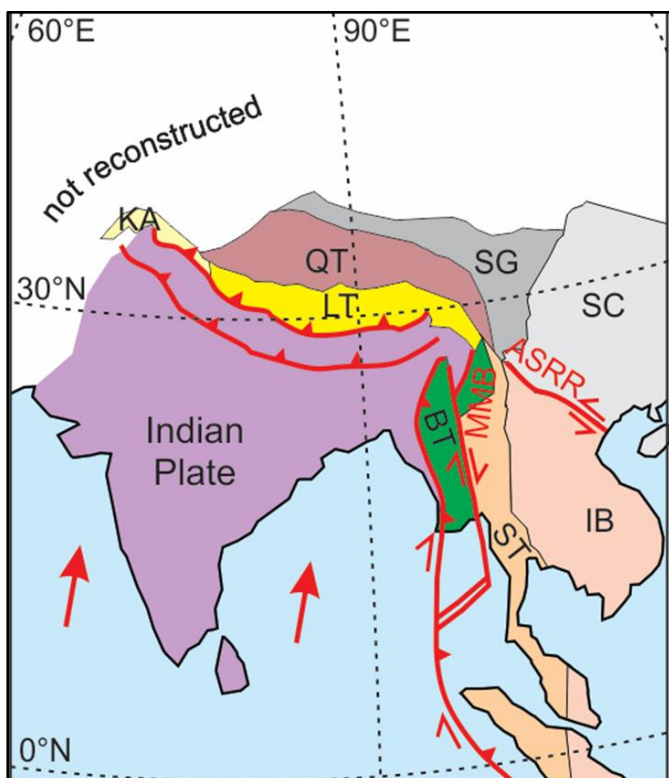 60°E
90°E
not reconstructed
KA
QT
SG
30°N
LT
SC
ASRR
MMB
BT
Indian
Plate
IB
ST
0°N